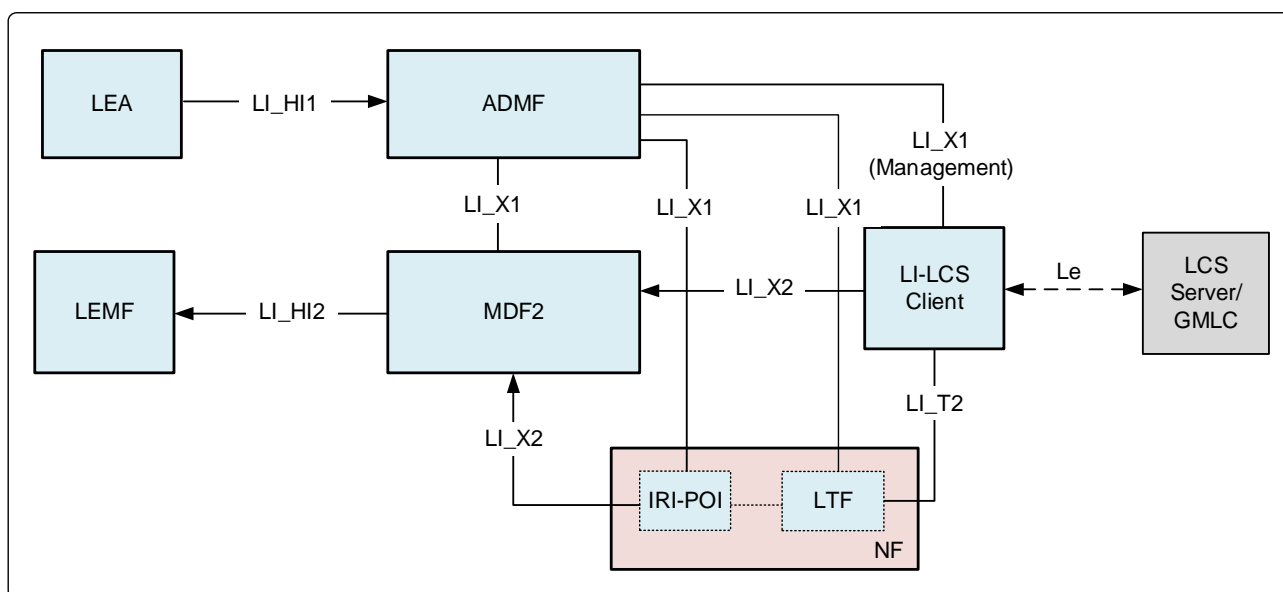 LEA
LI_HI1
ADMF
LI_X1
(Management)
LI_X1
LI_X1
LI_X1
LEMF
LI_HI2
MDF2
LI_X2
LI-LCS
Client
Le
LCS
Server/
GMLC
LI_X2
LI_T2
IRI-POI
LTF
NF